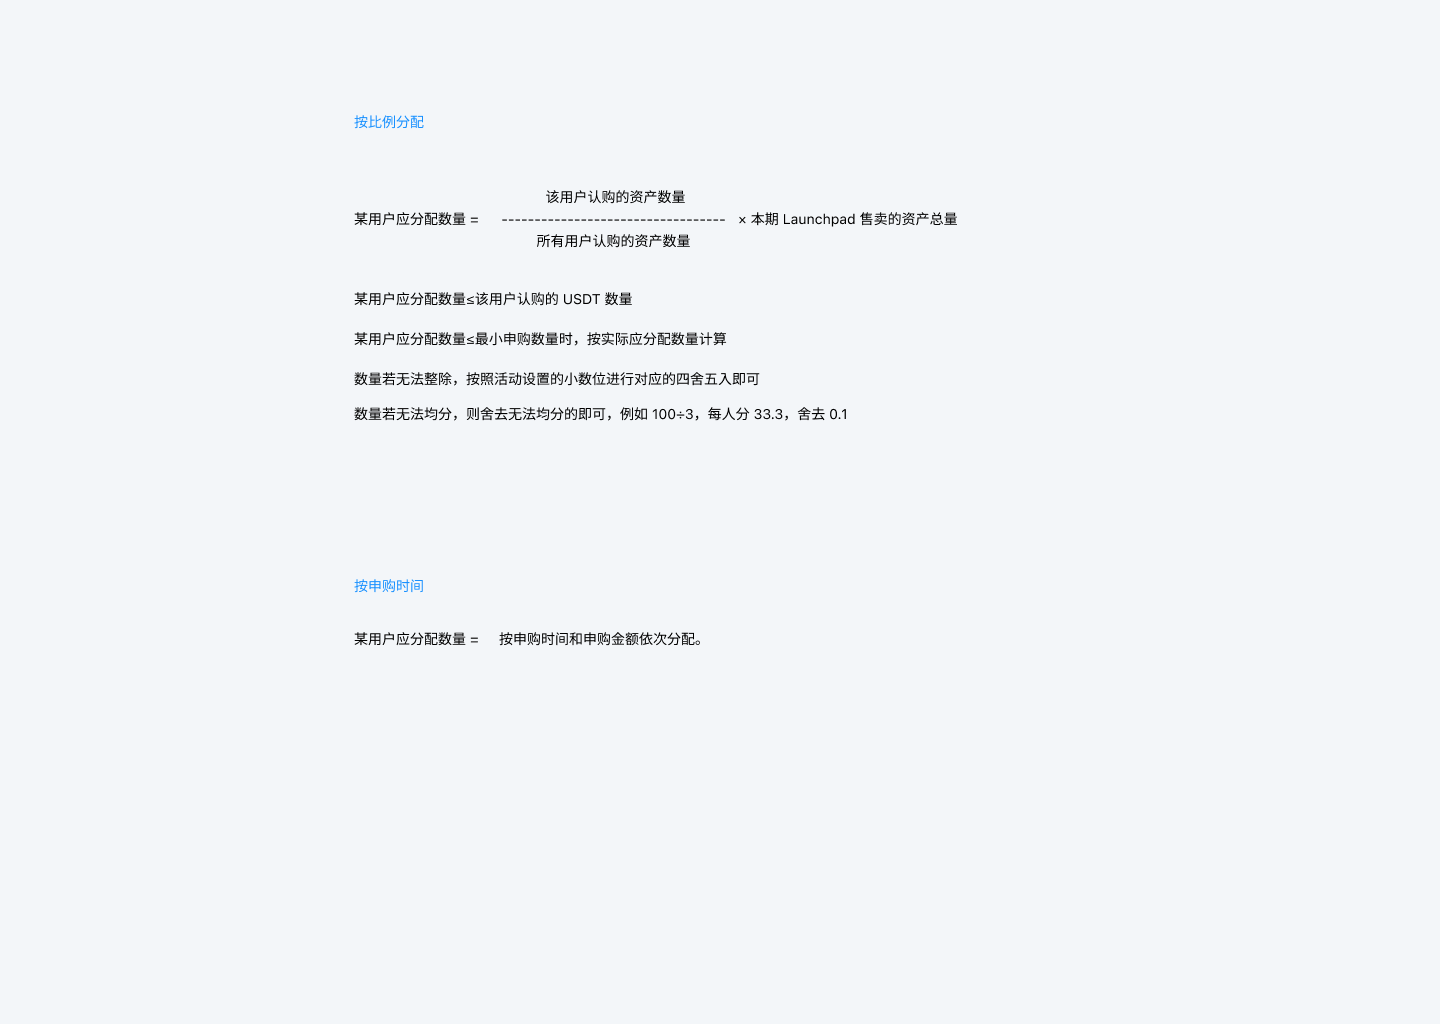 按比例分配
该用户认购的资产数量
某用户应分配数量 = ---------------------------------- × 本期 Launchpad 售卖的资产总量
所有用户认购的资产数量
某用户应分配数量≤该用户认购的 USDT 数量
某用户应分配数量≤最小申购数量时，按实际应分配数量计算
数量若无法整除，按照活动设置的小数位进行对应的四舍五入即可
数量若无法均分，则舍去无法均分的即可，例如 100÷3，每人分 33.3，舍去 0.1
按申购时间
某用户应分配数量 = 按申购时间和申购金额依次分配。